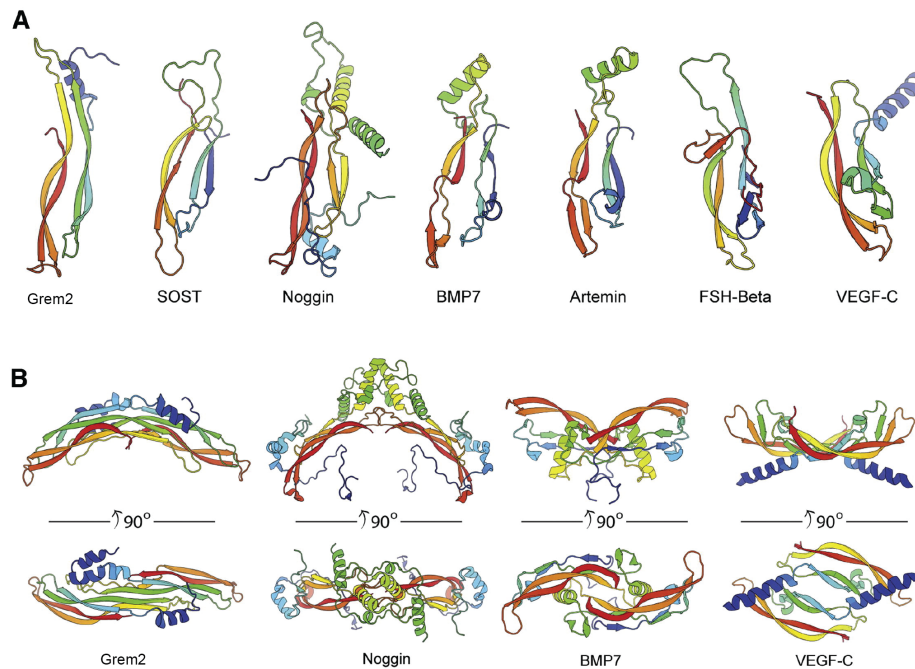 A
Grem2 SOST Noggin BMP7 Artemin FSH-Beta VEGF-C
B
90° 90° 90° 90°
Grem2 Noggin BMP7 VEGF-C